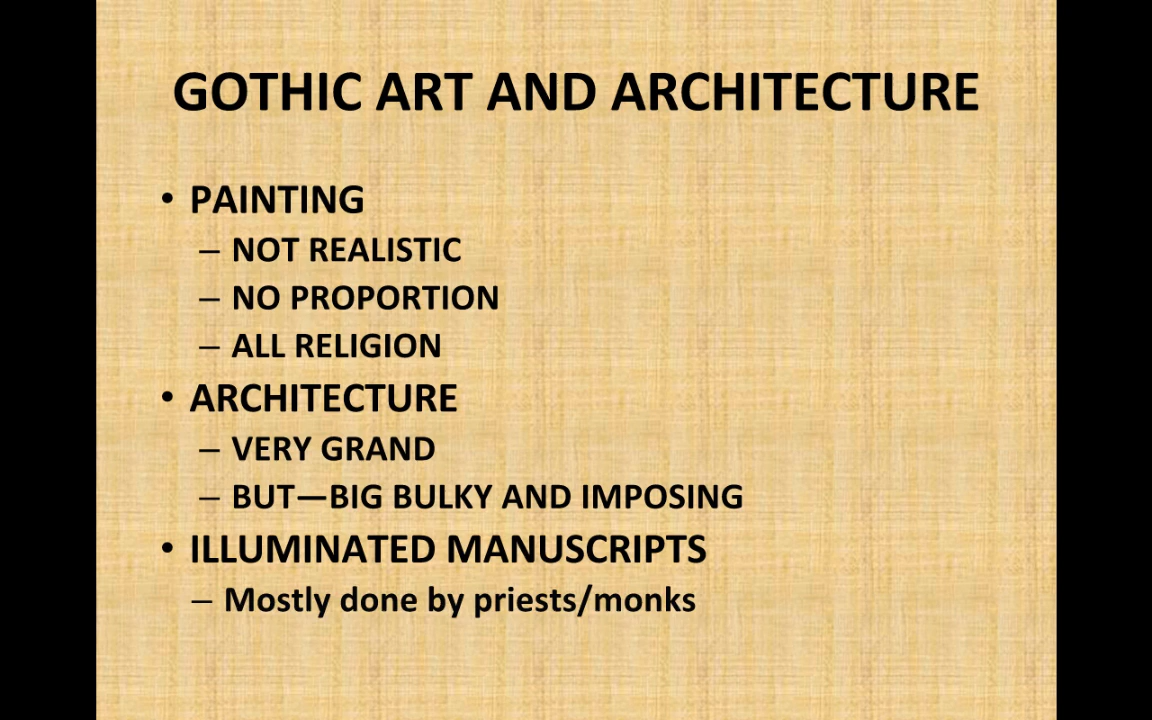 GOTHIC ART AND ARCHITECTURE
• PAINTING
– NOT REALISTIC
– NO PROPORTION
– ALL RELIGION
• ARCHITECTURE
– VERY GRAND
– BUT—BIG BULKY AND IMPOSING
• ILLUMINATED MANUSCRIPTS
– Mostly done by priests/monks